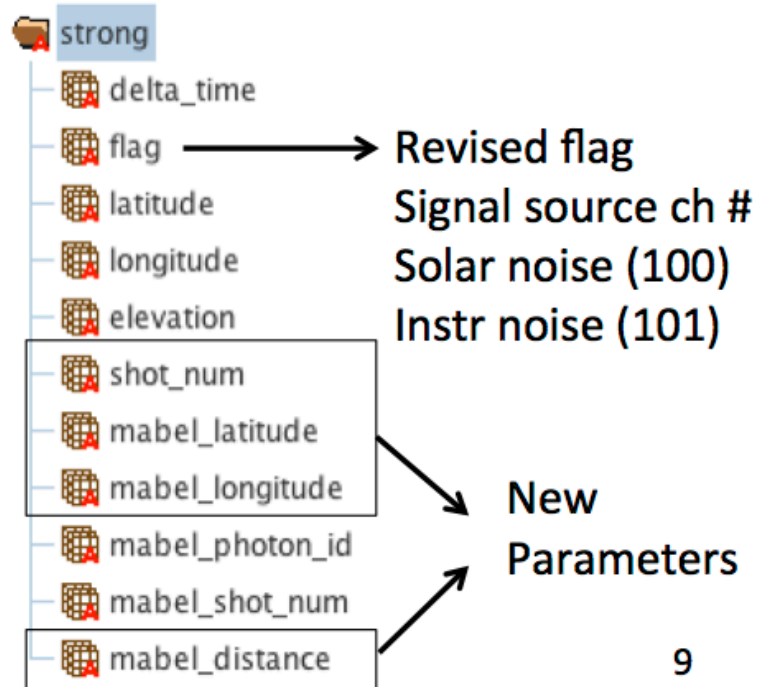 strong
delta_time
flag
Revised flag
latitude
Signal source ch #
longitude
Solar noise (100)
elevation
Instr noise (101)
shot_num
mabel_latitude
mabel_longitude
New
mabel_photon_id
Parameters
mabel_shot_num
mabel_distance
9